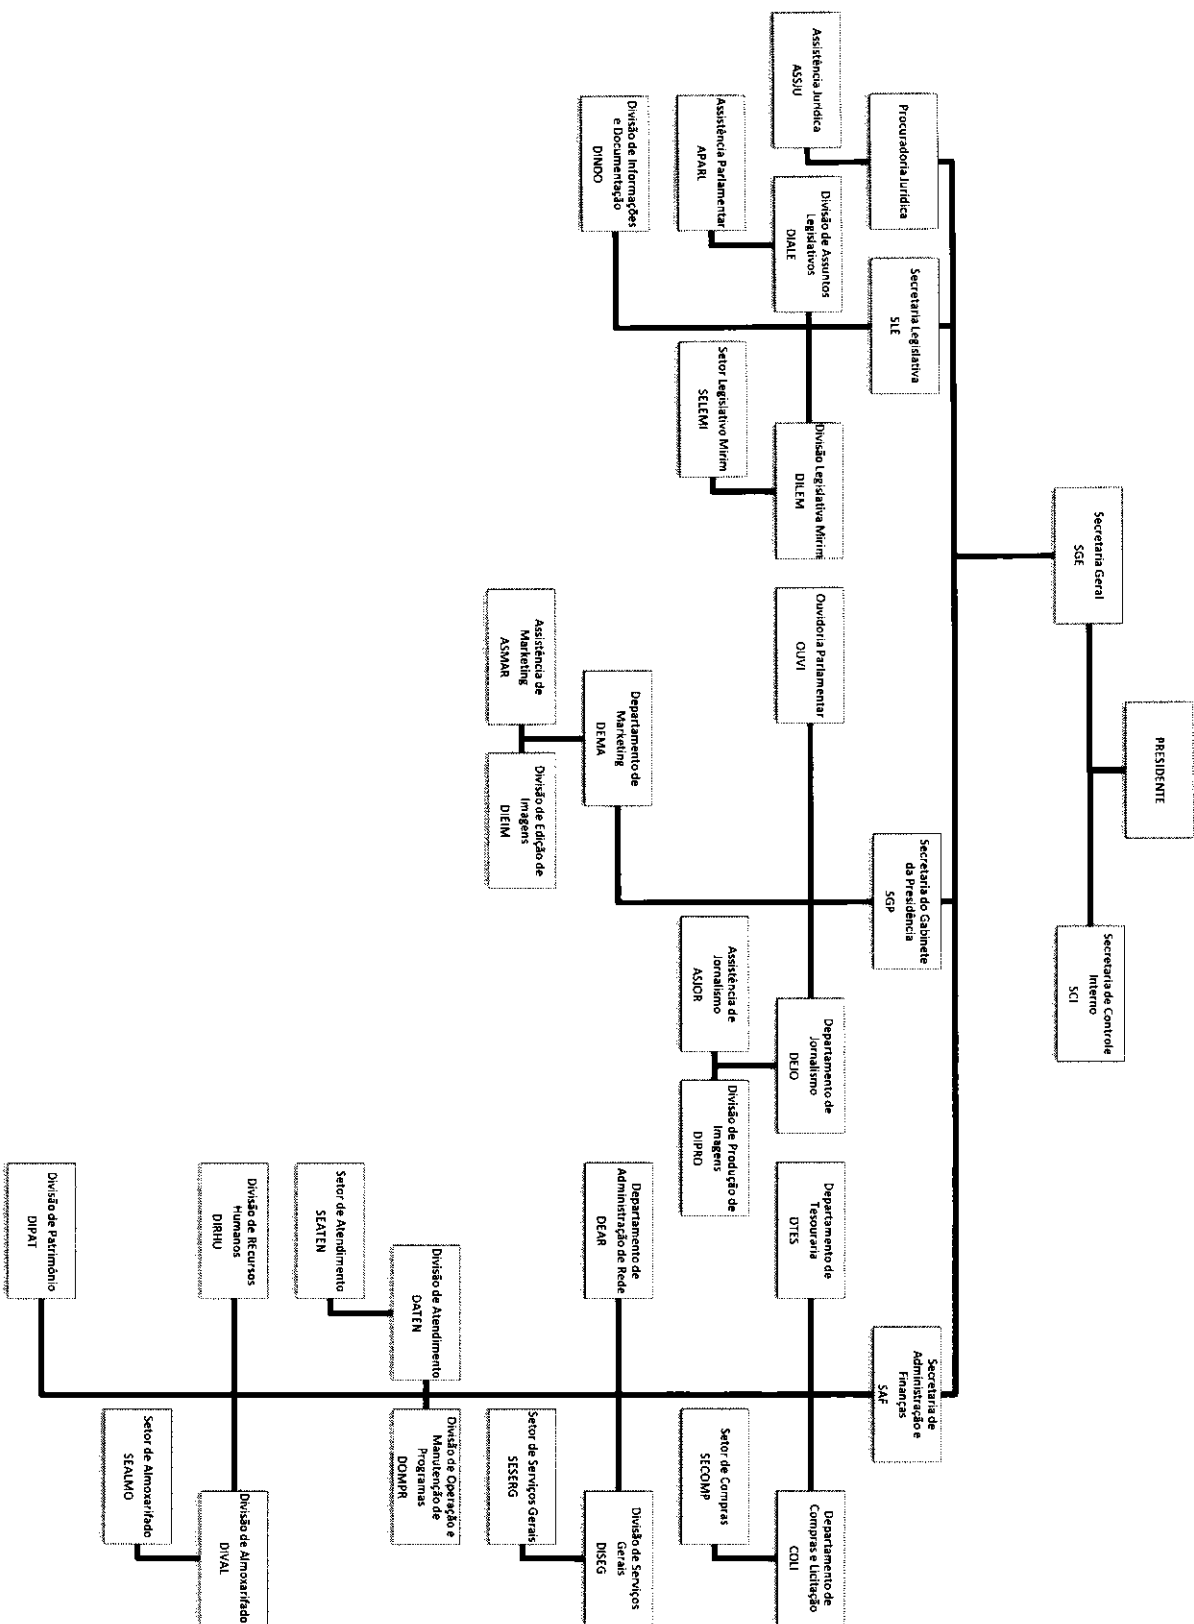 PRESIDENTE
Secretaria Geral
SGE
Secretaria de Controle
Interno
SCI
Procuradoria Jurídica
Secretaria Legislativa
SLE
Secretaria do Gabinete
da Presidência
SGP
Secretaria de
Administração e
Finanças
SAF
Assistência Jurídica
ASSJU
Divisão de Assuntos
Legislativos
DIALE
Divisão Legislativa Mirim
DILEM
Ouvidoria Parlamentar
OUVI
Departamento de
Jornalismo
DEJO
Departamento de
Tesouraria
DTES
Departamento de
Compras e Licitação
COLI
Assistência Parlamentar
APARL
Setor Legislativo Mirim
SELEMI
Assistência de
Jornalismo
ASJOR
Divisão de Produção de
Imagens
DIPRO
Setor de Compras
SECOMP
Divisão de Informações
e Documentação
DINDO
Departamento de
Marketing
DEMA
Departamento de
Administração de Rede
DEAR
Divisão de Serviços
Gerais
DISEG
Assistência de
Marketing
ASMAR
Divisão de Edição de
Imagens
DIEIM
Setor de Serviços Gerais
SESERG
Divisão de Atendimento
DATEN
Divisão de Operação e
Manutenção de
Programas
DOMPR
Setor de Atendimento
SEATEN
Divisão de REcursos
Humanos
DIRHU
Divisão de Almoxarifado
DIVAL
Setor de Almoxarifado
SEALMO
Divisão de Patrimônio
DIPAT